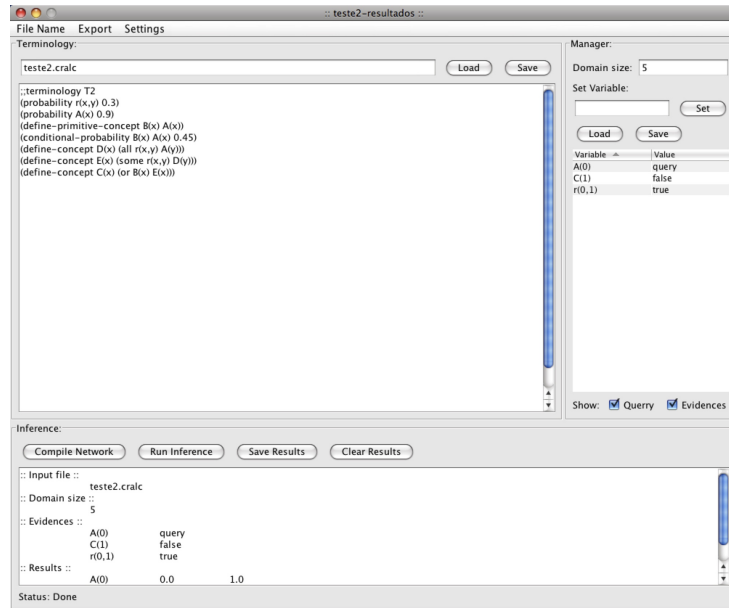 :: teste2-resultados ::
File Name Export Settings
Terminology:
teste2.cralc Load Save
;;terminology T2
(probability r(x,y) 0.3)
(probability A(x) 0.9)
(define-primitive-concept B(x) A(x))
(conditional-probability B(x) A(x) 0.45)
(define-concept D(x) (all r(x,y) A(y)))
(define-concept E(x) (some r(x,y) D(y)))
(define-concept C(x) (or B(x) E(x)))
Manager:
Domain size: 5
Set Variable:
Set
Load Save
Variable Value
A(0) query
C(1) false
r(0,1) true
Show: Querry Evidences
Inference:
Compile Network Run Inference Save Results Clear Results
:: Input file ::
teste2.cralc
:: Domain size ::
5
:: Evidences ::
A(0) query
C(1) false
r(0,1) true
:: Results ::
A(0) 0.0 1.0
Status: Done